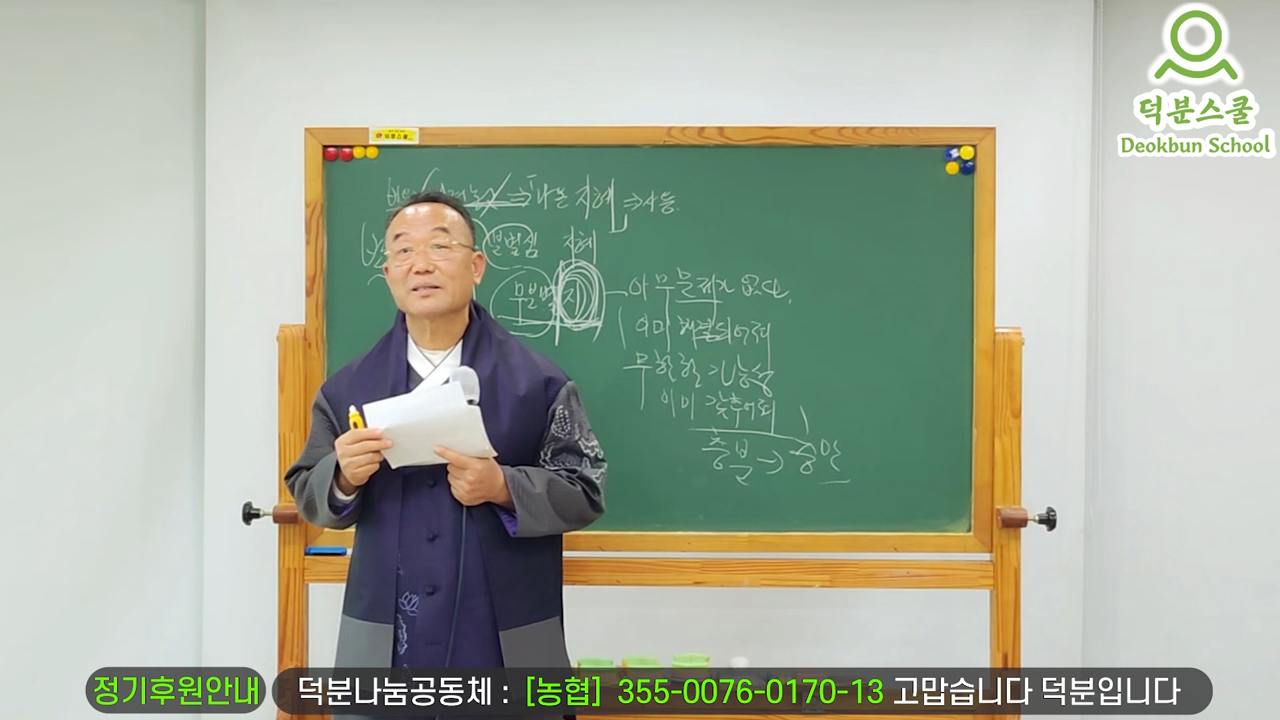 덕분스쿨
Deokbun School
⇒ 「나눈 지혜」 ⇒ 사용.
분별심 지혜
무분별 지 — 아무 문제가 없다.
이미 해결되어져
무한한 가능성
이미 갖추어져
충분 → 충만
정기후원안내 덕분나눔공동체 : [농협] 355-0076-0170-13 고맙습니다 덕분입니다